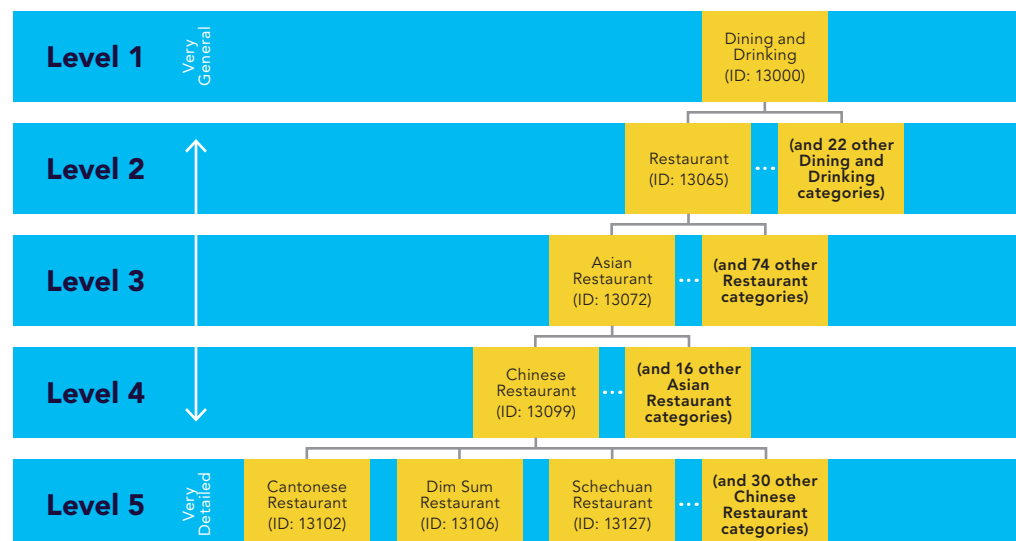 Level 1
Very
General
Dining and
Drinking
(ID: 13000)
Level 2
Restaurant
(ID: 13065)
(and 22 other
Dining and
Drinking
categories)
Level 3
Asian
Restaurant
(ID: 13072)
(and 74 other
Restaurant
categories)
Level 4
Chinese
Restaurant
(ID: 13099)
(and 16 other
Asian
Restaurant
categories)
Level 5
Very
Detailed
Cantonese
Restaurant
(ID: 13102)
Dim Sum
Restaurant
(ID: 13106)
Schechuan
Restaurant
(ID: 13127)
(and 30 other
Chinese
Restaurant
categories)